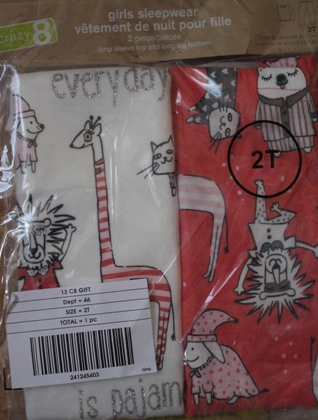 crazy 8
girls sleepwear
vêtement de nuit pour fille
2 piece/pièces
long sleeve top and long leg bottom
2T
everyday
2T
13 C8 GIFT
Dept = 46
SIZE = 2T
TOTAL = 1 pc
241245403
is pajam